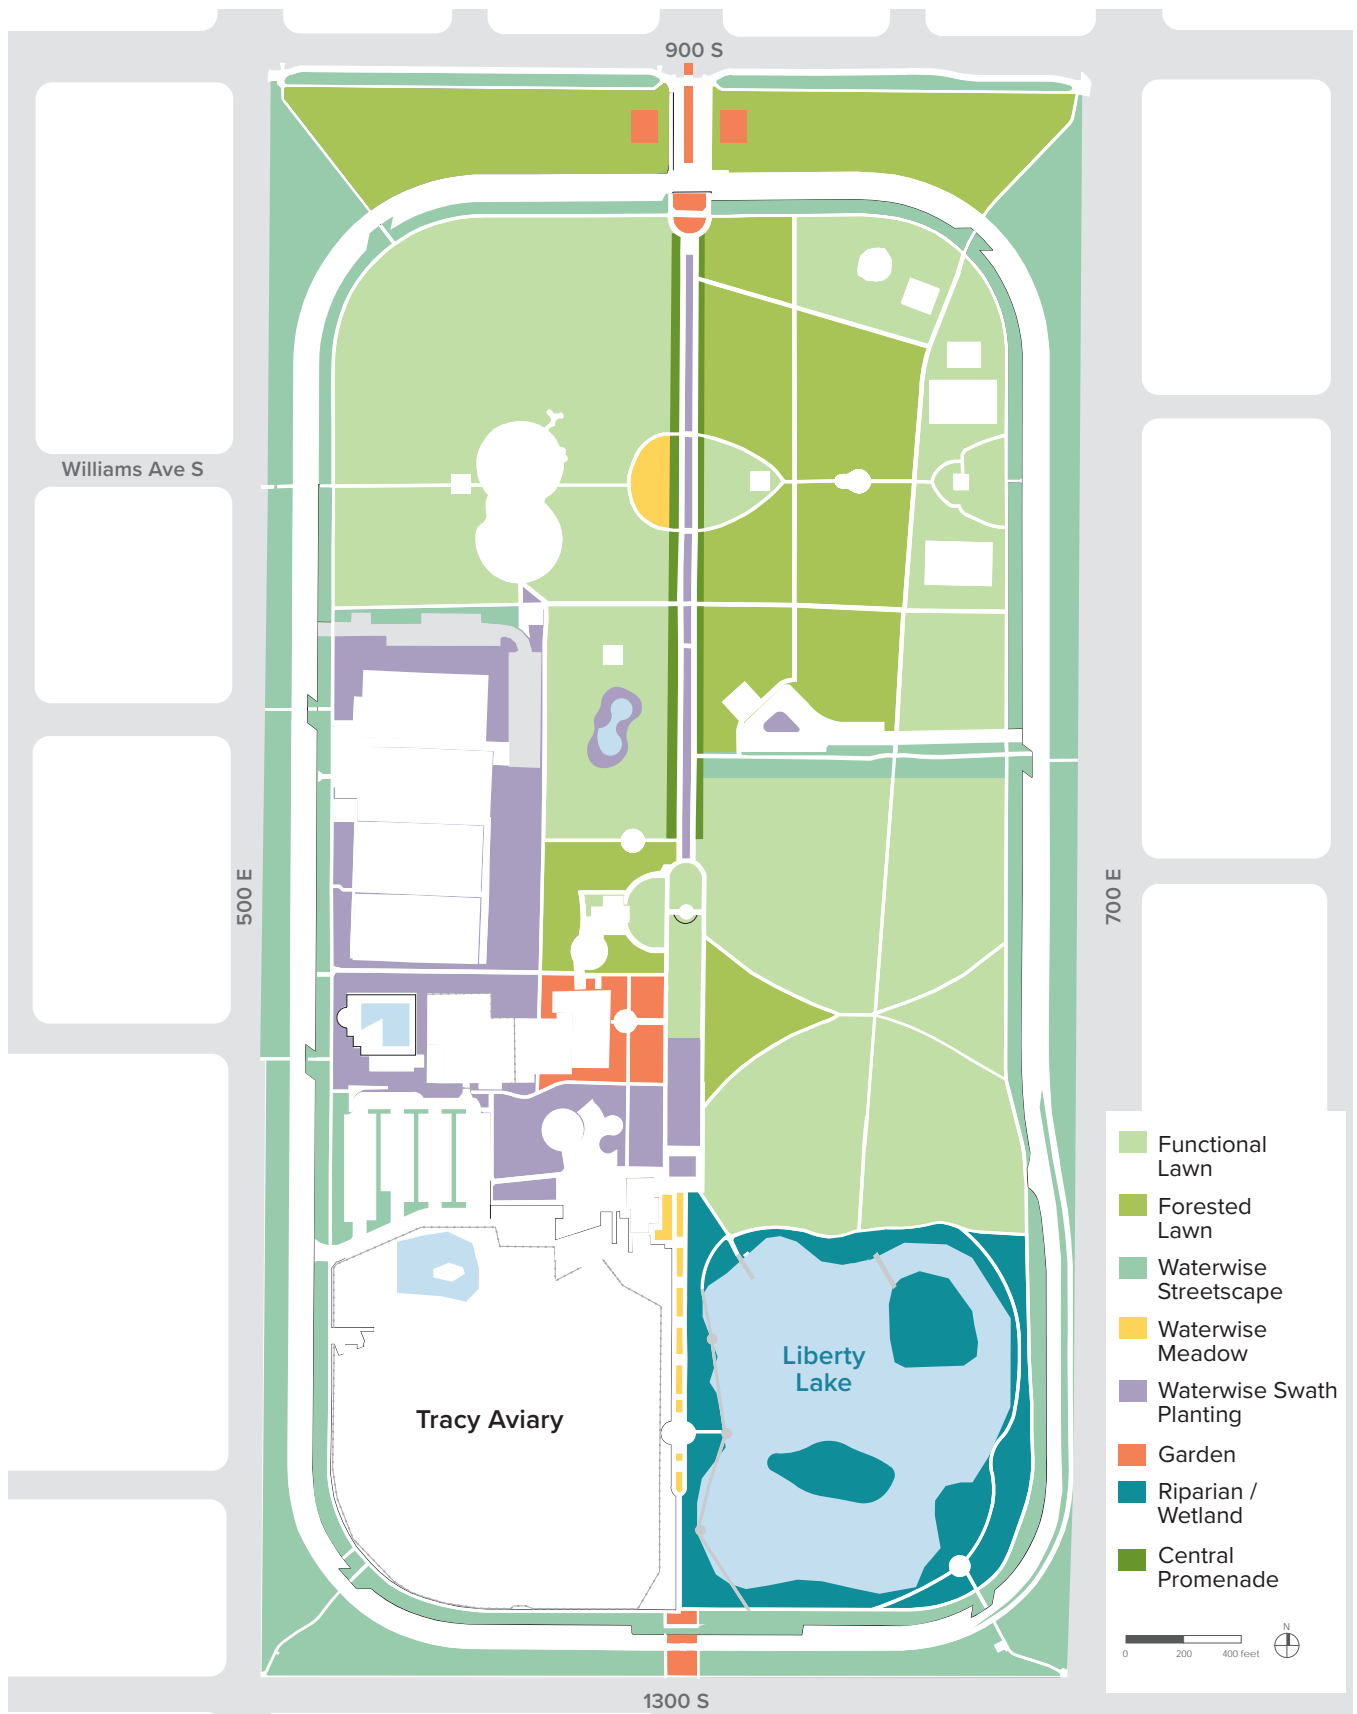 900 S
Williams Ave S
500 E
700 E
Functional
Lawn
Forested
Lawn
Waterwise
Streetscape
Waterwise
Meadow
Waterwise Swath
Planting
Garden
Riparian /
Wetland
Central
Promenade
Liberty
Lake
Tracy Aviary
N
0 200 400 feet
1300 S